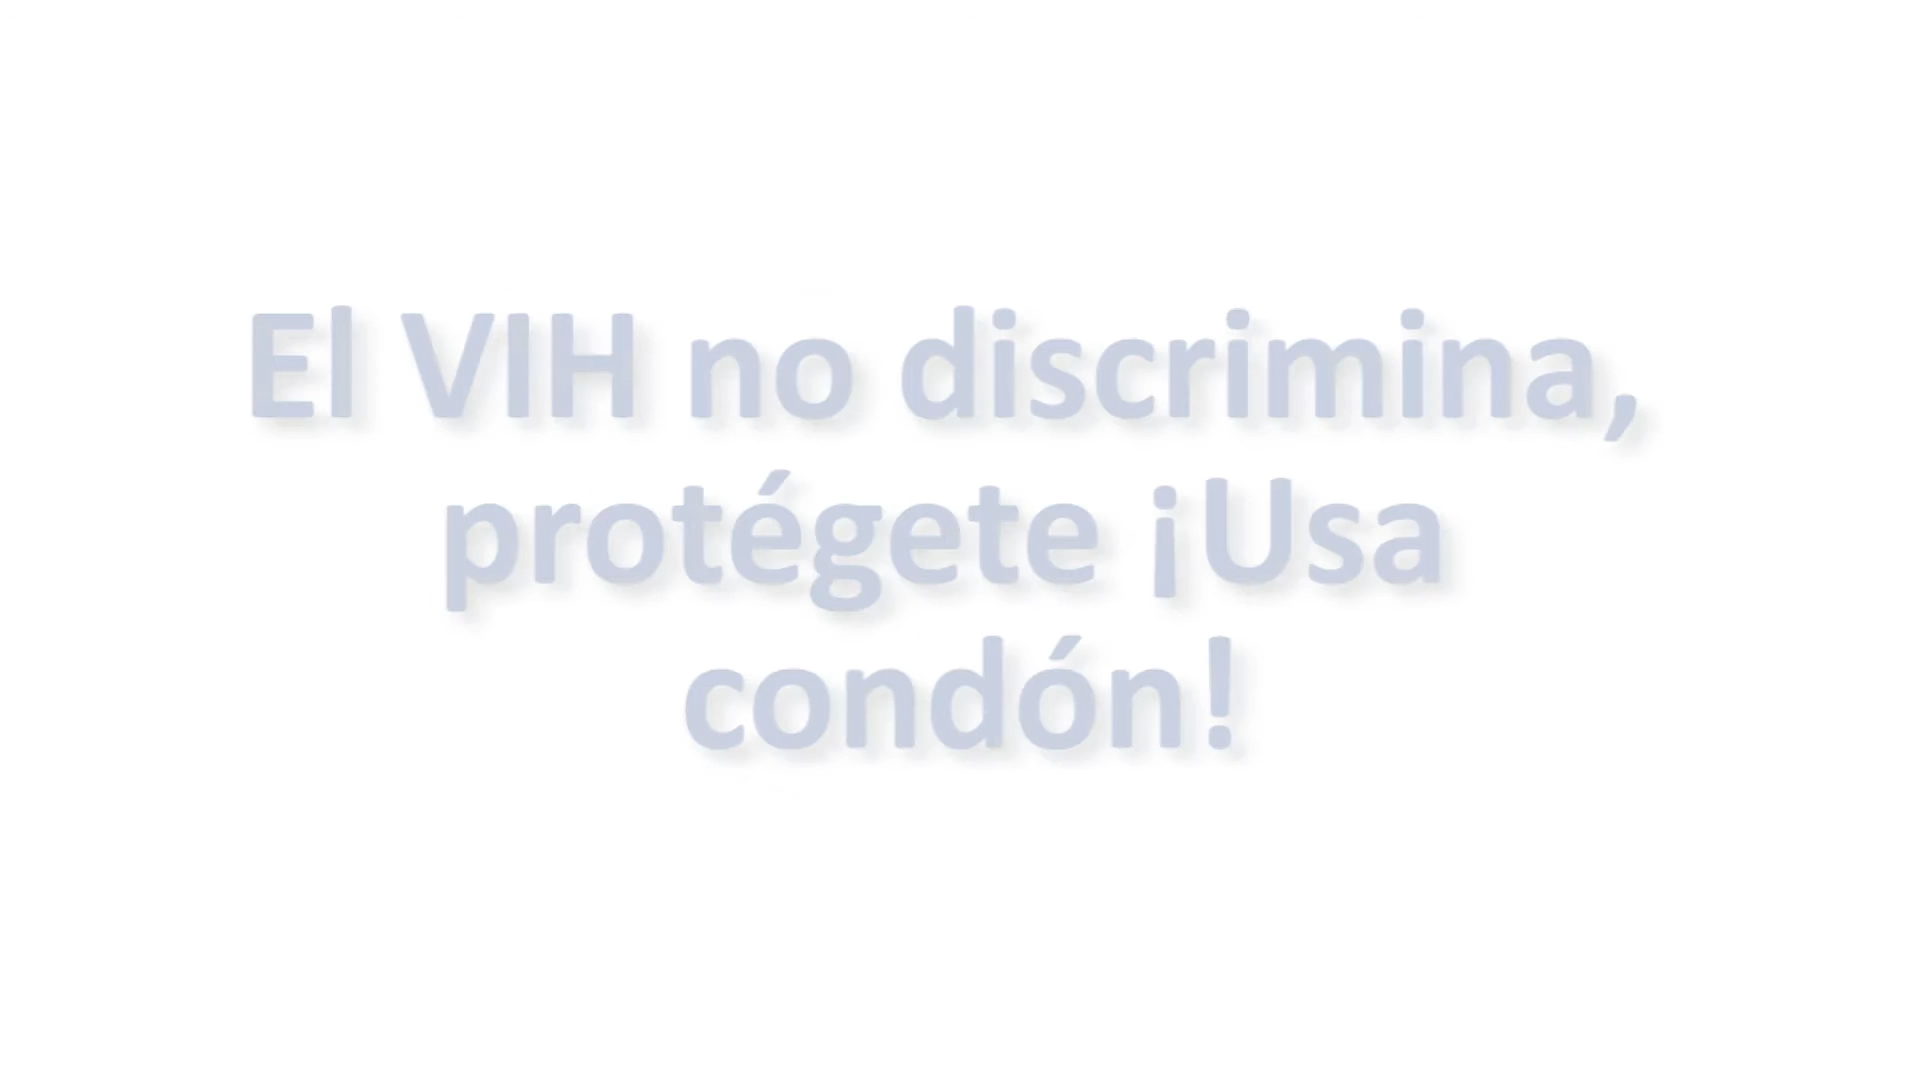 El VIH no discrimina,
protégete ¡Usa
condón!